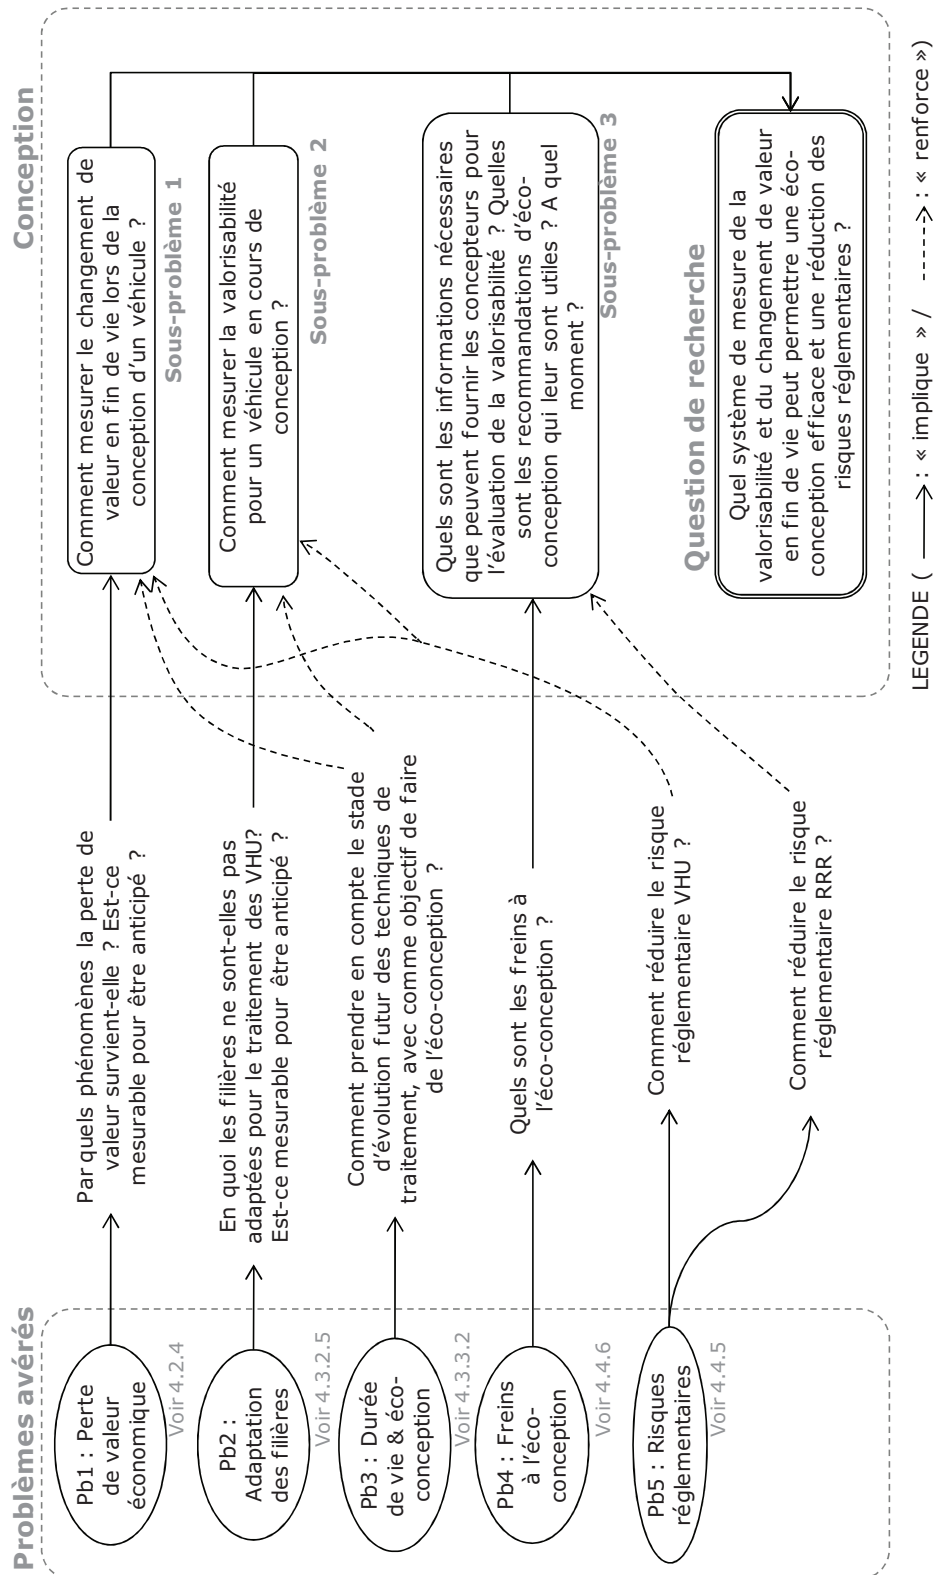 Problèmes avérés
Pb1 : Perte
de valeur
économique
Voir 4.2.4
Pb2 :
Adaptation
des filières
Voir 4.3.2.5
Pb3 : Durée
de vie & éco-
conception
Voir 4.3.3.2
Pb4 : Freins
à l'éco-
conception
Voir 4.4.6
Pb5 : Risques
réglementaires
Voir 4.4.5
Par quels phénomènes la perte de
valeur survient-elle ? Est-ce
mesurable pour être anticipé ?
En quoi les filières ne sont-elles pas
adaptées pour le traitement des VHU?
Est-ce mesurable pour être anticipé ?
Comment prendre en compte le stade
d'évolution futur des techniques de
traitement, avec comme objectif de faire
de l'éco-conception ?
Quels sont les freins à
l'éco-conception ?
Comment réduire le risque
réglementaire VHU ?
Comment réduire le risque
réglementaire RRR ?
Conception
Comment mesurer le changement de
valeur en fin de vie lors de la
conception d'un véhicule ?
Sous-problème 1
Comment mesurer la valorisabilité
pour un véhicule en cours de
conception ?
Sous-problème 2
Quels sont les informations nécessaires
que peuvent fournir les concepteurs pour
l'évaluation de la valorisabilité ? Quelles
sont les recommandations d'éco-
conception qui leur sont utiles ? A quel
moment ?
Sous-problème 3
Question de recherche
Quel système de mesure de la
valorisabilité et du changement de valeur
en fin de vie peut permettre une éco-
conception efficace et une réduction des
risques réglementaires ?
LEGENDE ( : « implique » / : « renforce »)